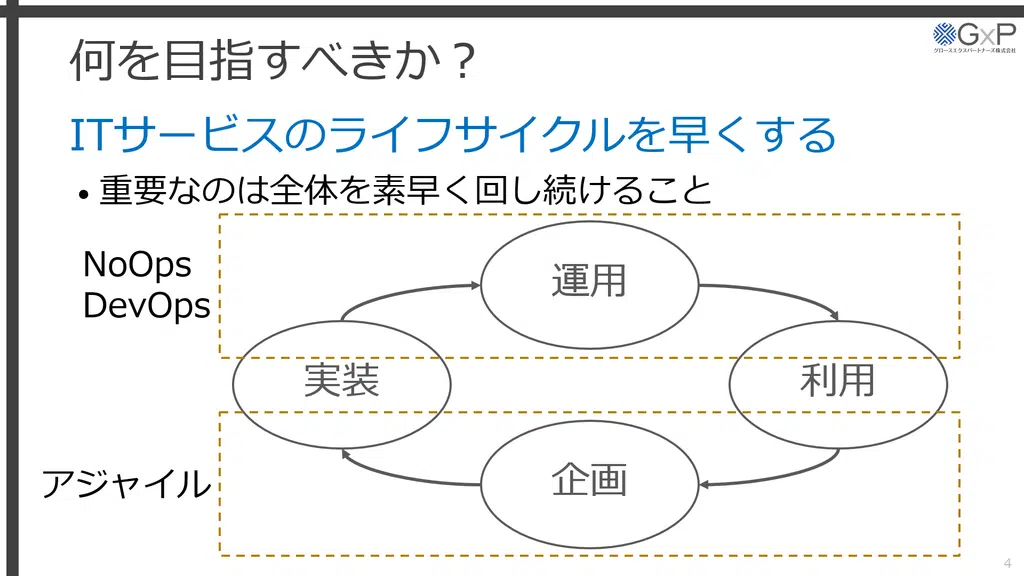 何を目指すべきか？
GxP
グロースエクスパートナーズ株式会社
ITサービスのライフサイクルを早くする
• 重要なのは全体を素早く回し続けること
NoOps
DevOps
運用
実装
利用
アジャイル
企画
4